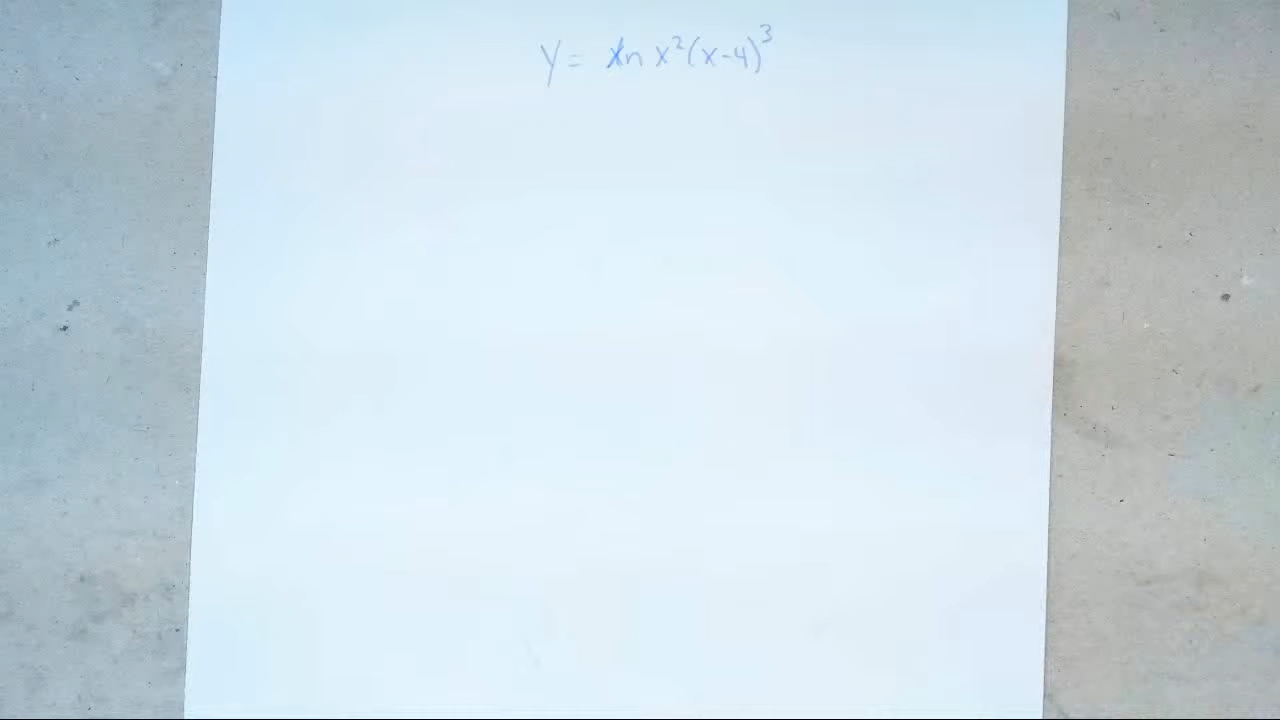 y = ln x²(x-4)³